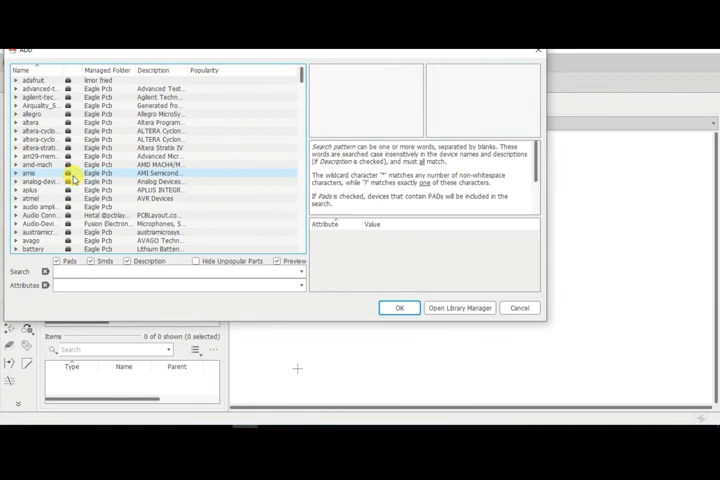 ADD
Name Managed Folder Description Popularity
adafruit limor fried
advanced-t... Eagle Pcb Advanced Test...
agilent-tec... Eagle Pcb Agilent Techn...
Airquality_S... Eagle Pcb Generated fro...
allegro Eagle Pcb Allegro MicroSy...
altera Eagle Pcb Altera Program...
altera-cyclo... Eagle Pcb ALTERA Cyclon...
altera-cyclo... Eagle Pcb ALTERA Cyclon...
altera-strati... Eagle Pcb Altera Stratix IV
am29-mem... Eagle Pcb Advanced Micr...
amd-mach Eagle Pcb AMD MACH4/M...
amis Eagle Pcb AMI Semicond...
analog-devi... Eagle Pcb Analog Devices...
aplus Eagle Pcb APLUS INTEGR...
atmel Eagle Pcb AVR Devices
audio ampli... Eagle Pcb
Audio Conn... Hetal @pcblay... PCBLayout.co...
Audio-Devi... Fusion Electron... Microphones, S...
austriamicr... Eagle Pcb austriamicrosys...
avago Eagle Pcb AVAGO Techn...
battery Eagle Pcb Lithium Batteri...
Pads Smds Description Hide Unpopular Parts Preview
Search
Attributes
Search pattern can be one or more words, separated by blanks. These
words are searched case insensitively in the device names and descriptions
(if Description is checked), and must all match.
The wildcard character '*' matches any number of non-whitespace
characters, while '?' matches exactly one of these characters.
If Pads is checked, devices that contain PADs will be included in the
search.
Attribute Value
OK Open Library Manager Cancel
Items 0 of 0 shown (0 selected)
Search
Type Name Parent